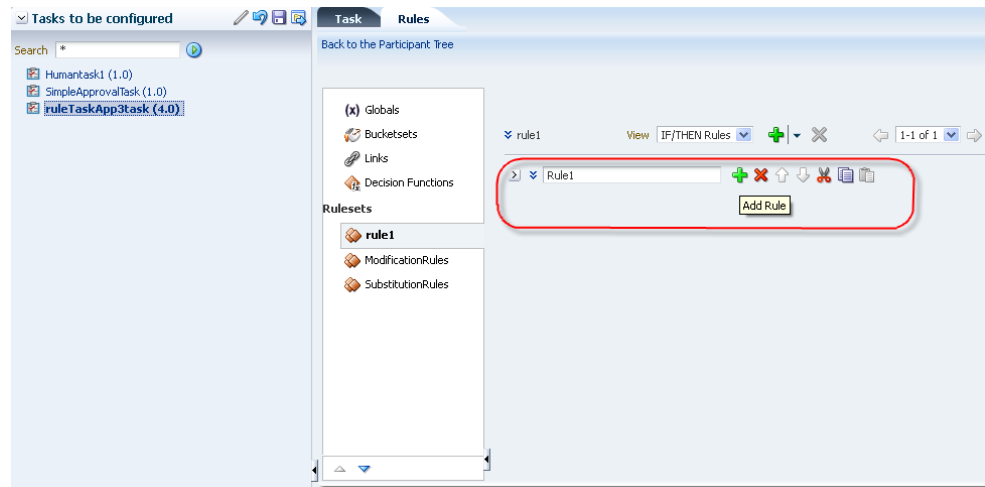 Tasks to be configured
Search *
Humantask1 (1.0)
SimpleApprovalTask (1.0)
ruleTaskApp3task (4.0)
Task Rules
Back to the Participant Tree
(x) Globals
Bucketsets
Links
Decision Functions
Rulesets
rule1
ModificationRules
SubstitutionRules
rule1 View IF/THEN Rules 1-1 of 1
Rule1
Add Rule